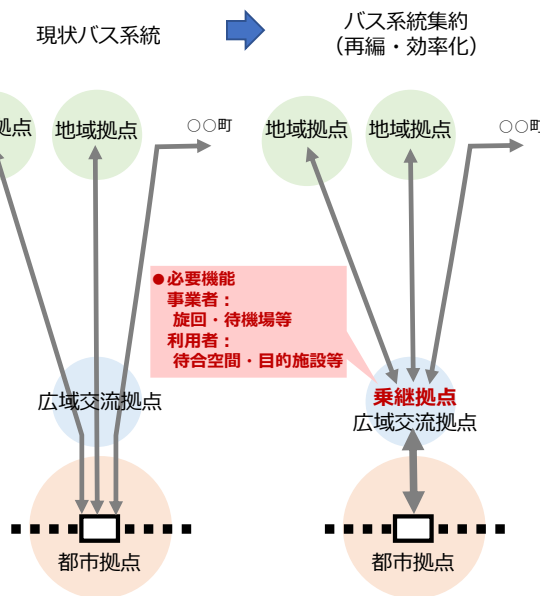 現状バス系統
バス系統集約
（再編・効率化）
拠点
地域拠点
○○町
地域拠点
地域拠点
○○町
●必要機能
事業者：
旋回・待機場等
利用者：
待合空間・目的施設等
広域交流拠点
乗継拠点
広域交流拠点
都市拠点
都市拠点